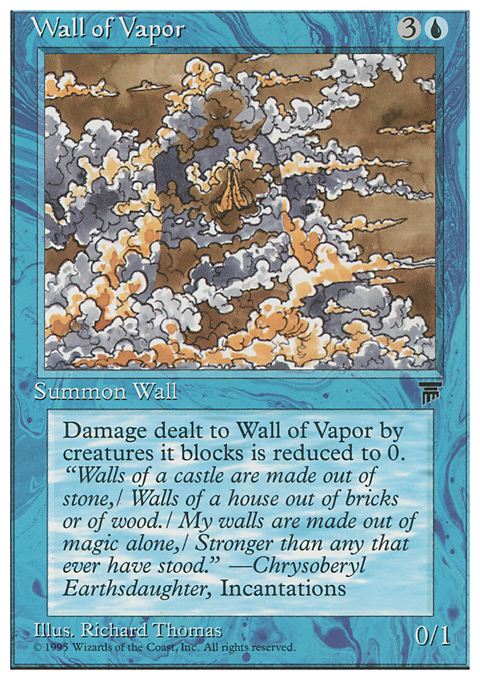 Wall of Vapor 3
Summon Wall
Damage dealt to Wall of Vapor by
creatures it blocks is reduced to 0.
“Walls of a castle are made out of
stone,/ Walls of a house out of bricks
or of wood./ My walls are made out of
magic alone,/ Stronger than any that
ever have stood.” —Chrysoberyl
Earthsdaughter, Incantations
Illus. Richard Thomas
© 1995 Wizards of the Coast, Inc. All rights reserved.
0/1